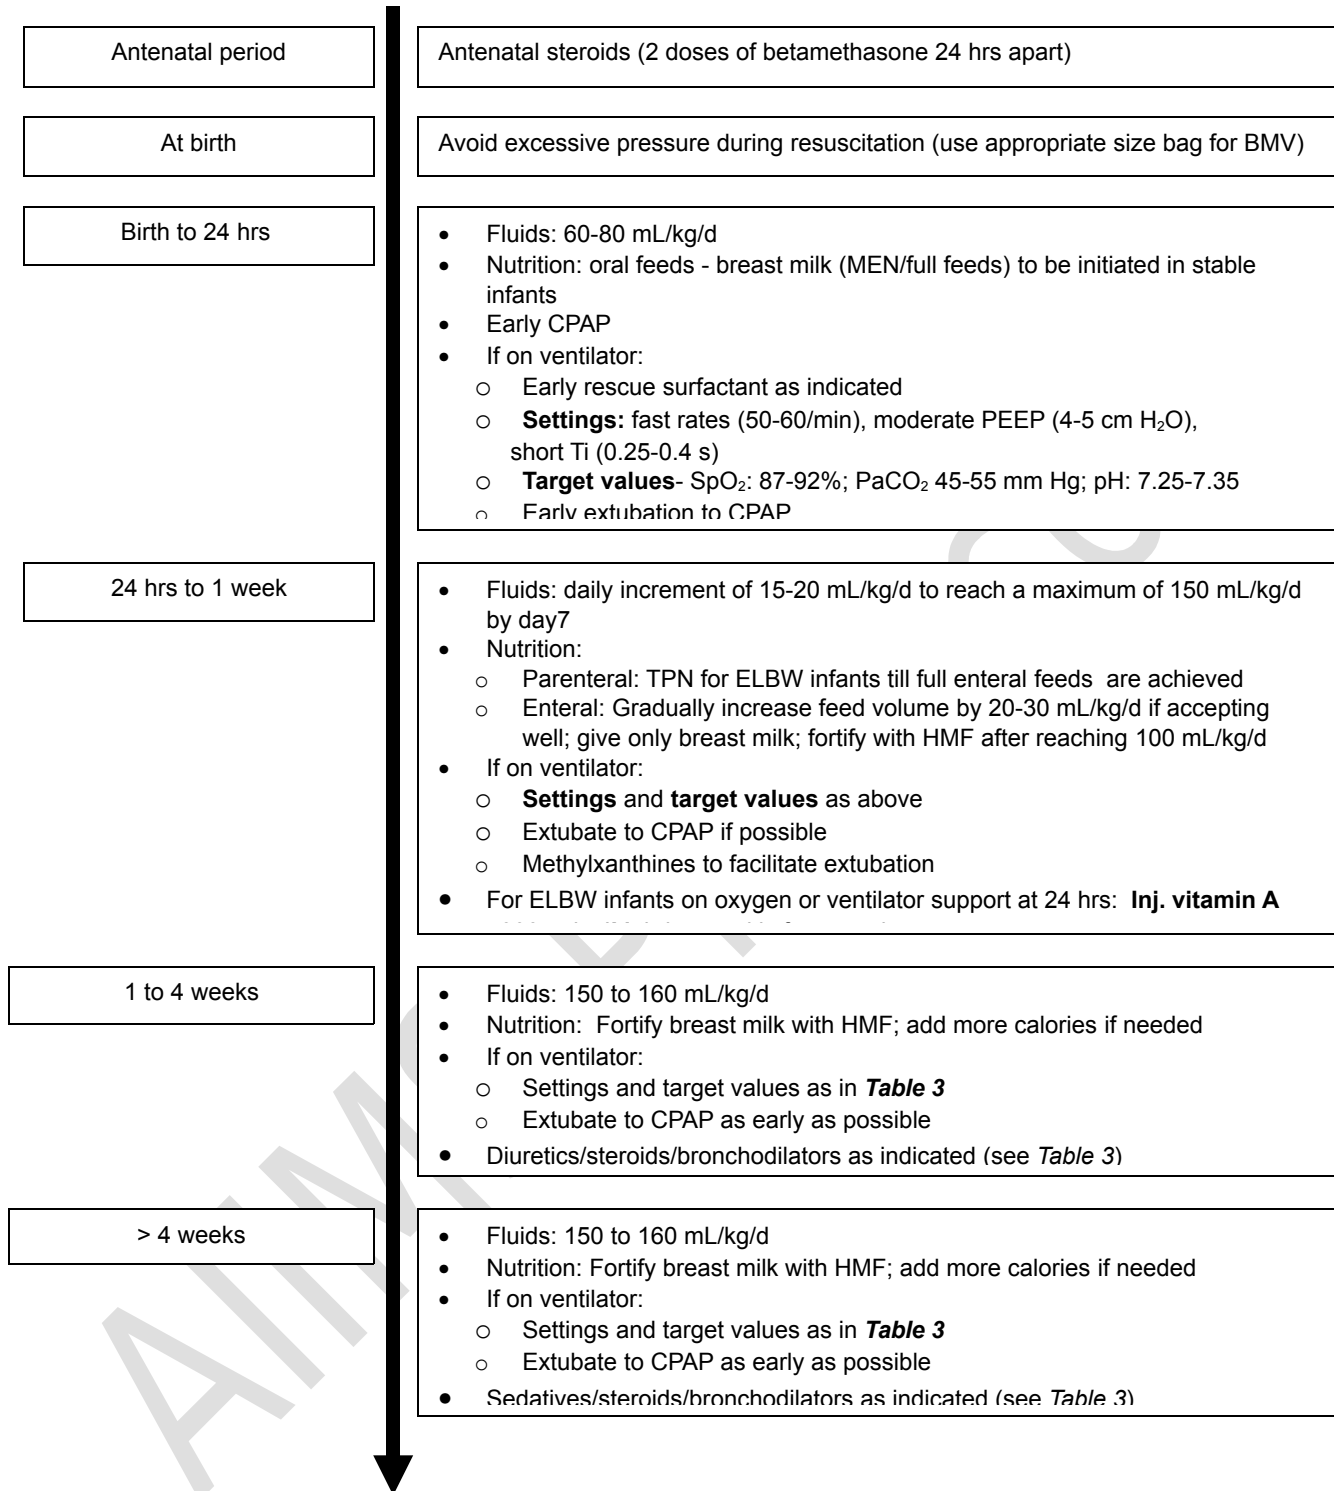 Antenatal period
Antenatal steroids (2 doses of betamethasone 24 hrs apart)
At birth
Avoid excessive pressure during resuscitation (use appropriate size bag for BMV)
Birth to 24 hrs
• Fluids: 60-80 mL/kg/d
• Nutrition: oral feeds - breast milk (MEN/full feeds) to be initiated in stable
infants
• Early CPAP
• If on ventilator:
o Early rescue surfactant as indicated
o Settings: fast rates (50-60/min), moderate PEEP (4-5 cm H₂O),
short Ti (0.25-0.4 s)
o Target values- SpO₂: 87-92%; PaCO₂ 45-55 mm Hg; pH: 7.25-7.35
o Early extubation to CPAP
24 hrs to 1 week
• Fluids: daily increment of 15-20 mL/kg/d to reach a maximum of 150 mL/kg/d
by day7
• Nutrition:
o Parenteral: TPN for ELBW infants till full enteral feeds are achieved
o Enteral: Gradually increase feed volume by 20-30 mL/kg/d if accepting
well; give only breast milk; fortify with HMF after reaching 100 mL/kg/d
• If on ventilator:
o Settings and target values as above
o Extubate to CPAP if possible
o Methylxanthines to facilitate extubation
• For ELBW infants on oxygen or ventilator support at 24 hrs: Inj. vitamin A
1 to 4 weeks
• Fluids: 150 to 160 mL/kg/d
• Nutrition: Fortify breast milk with HMF; add more calories if needed
• If on ventilator:
o Settings and target values as in Table 3
o Extubate to CPAP as early as possible
• Diuretics/steroids/bronchodilators as indicated (see Table 3)
> 4 weeks
• Fluids: 150 to 160 mL/kg/d
• Nutrition: Fortify breast milk with HMF; add more calories if needed
• If on ventilator:
o Settings and target values as in Table 3
o Extubate to CPAP as early as possible
• Sedatives/steroids/bronchodilators as indicated (see Table 3)